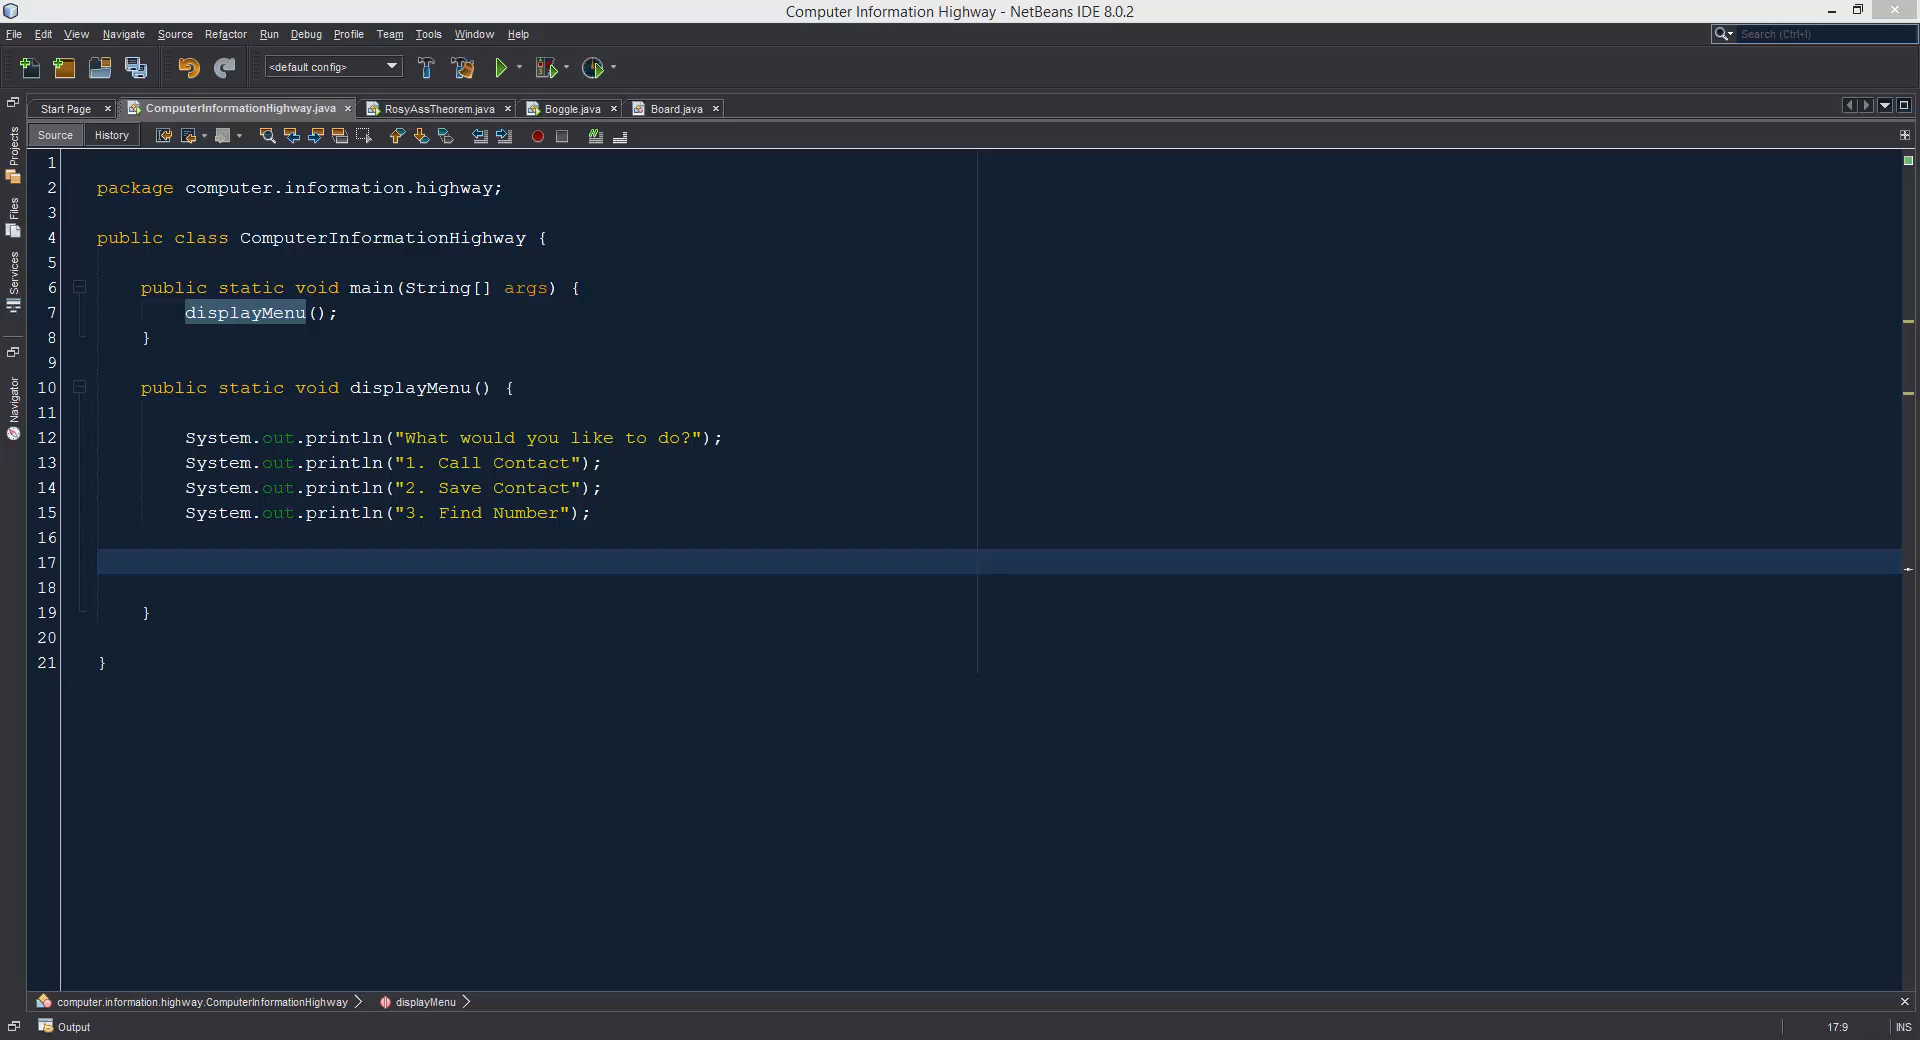 Computer Information Highway - NetBeans IDE 8.0.2
File Edit View Navigate Source Refactor Run Debug Profile Team Tools Window Help
Search (Ctrl+I)
<default config>
Start Page ComputerInformationHighway.java RosyAssTheorem.java Boggle.java Board.java
Source History
Projects
Files
Services
Navigator
1
2 package computer.information.highway;
3
4 public class ComputerInformationHighway {
5
6 public static void main(String[] args) {
7 displayMenu();
8 }
9
10 public static void displayMenu() {
11
12 System.out.println("What would you like to do?");
13 System.out.println("1. Call Contact");
14 System.out.println("2. Save Contact");
15 System.out.println("3. Find Number");
16
17
18
19 }
20
21 }
computer.information.highway.ComputerInformationHighway displayMenu
Output
17:9 INS